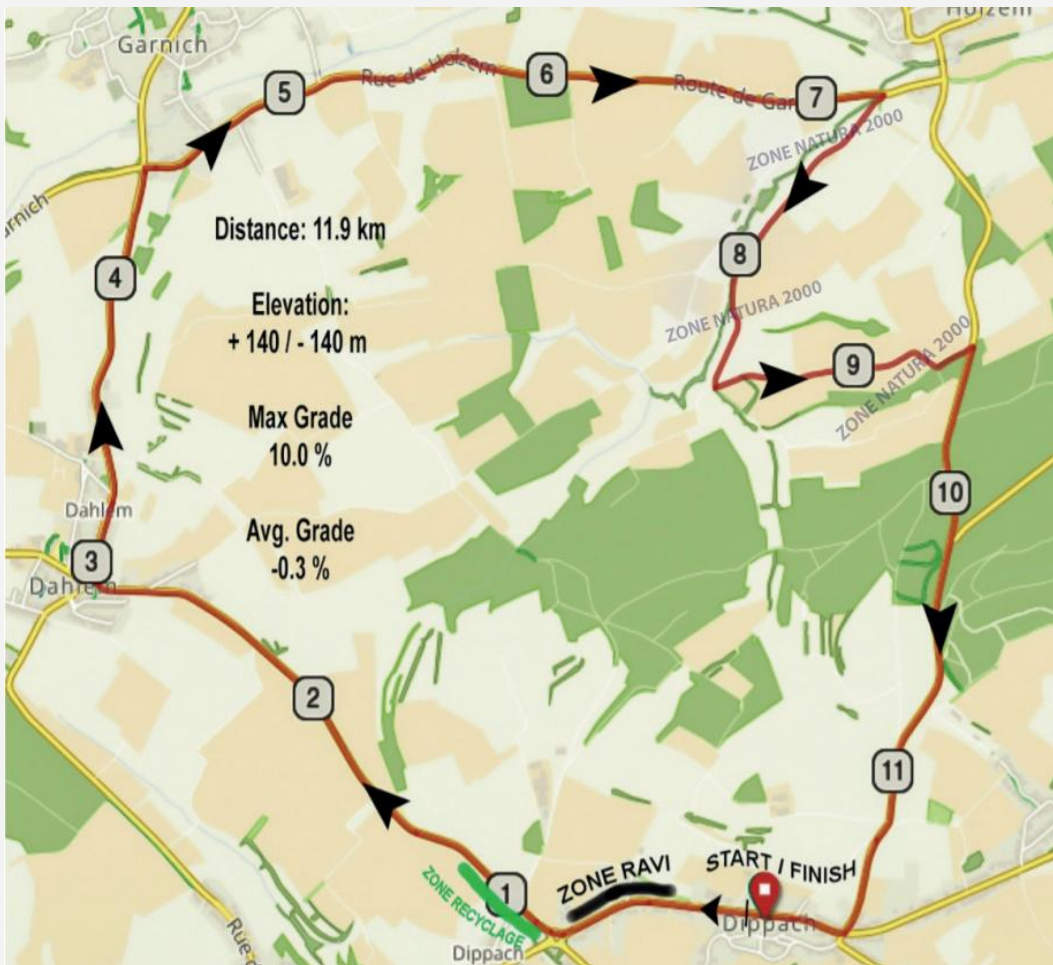 Garnich
Holzem
Rue de Holzem
6
5
Route de Gar
7
ZONE NATURA 2000
arnich
Distance: 11.9 km
8
4
Elevation:
+ 140 / - 140 m
ZONE NATURA 2000
9
ZONE NATURA 2000
Max Grade
10.0 %
10
Dahlem
Avg. Grade
-0.3 %
3
Dahlem
2
11
START / FINISH
ZONE RAVI
1
ZONE RECYCLAGE
Dippach
Dippach
Rue d